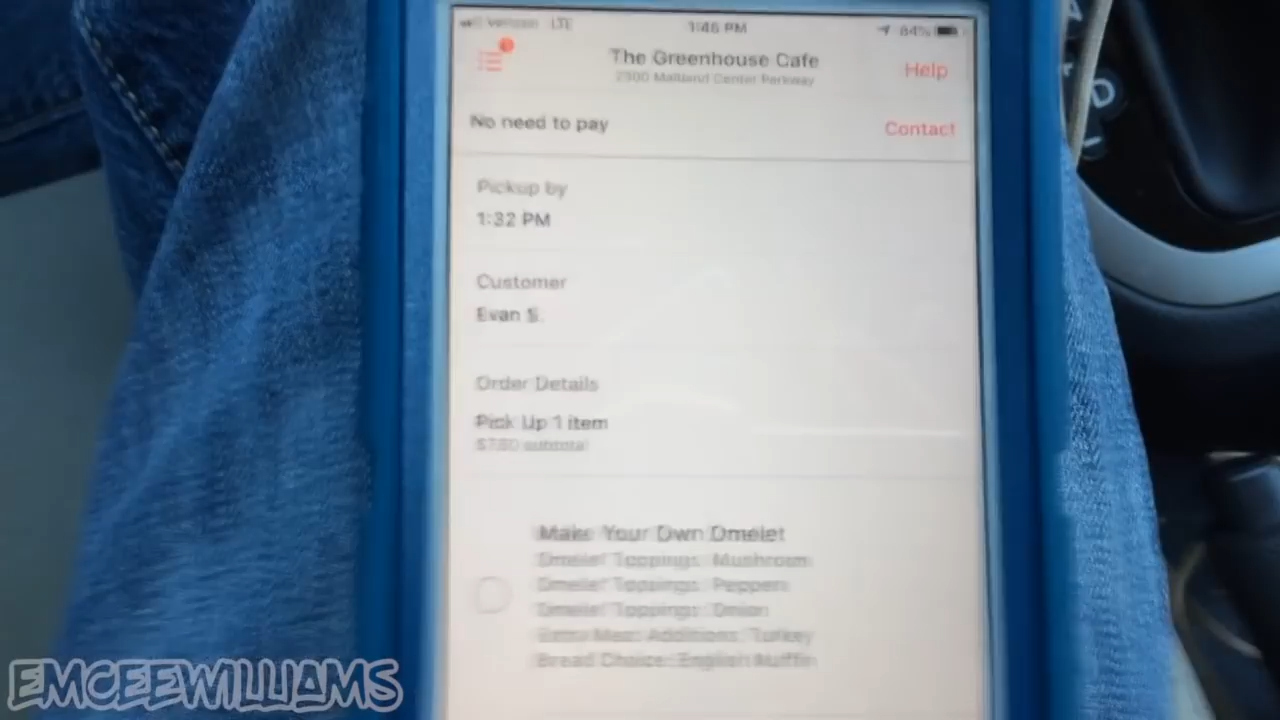 Verizon LTE 1:46 PM 84%
The Greenhouse Cafe
2300 Maitland Center Parkway
Help
No need to pay
Contact
Pickup by
1:32 PM
Customer
Evan S.
Order Details
Pick Up 1 item
subtotal
Make Your Own Omelet
Omelet Toppings: Mushroom
Omelet Toppings: Peppers
Omelet Toppings: Onion
Extra Meat Additions: Turkey
Bread Choice: English Muffin
D
EMCEEWILLIAMS